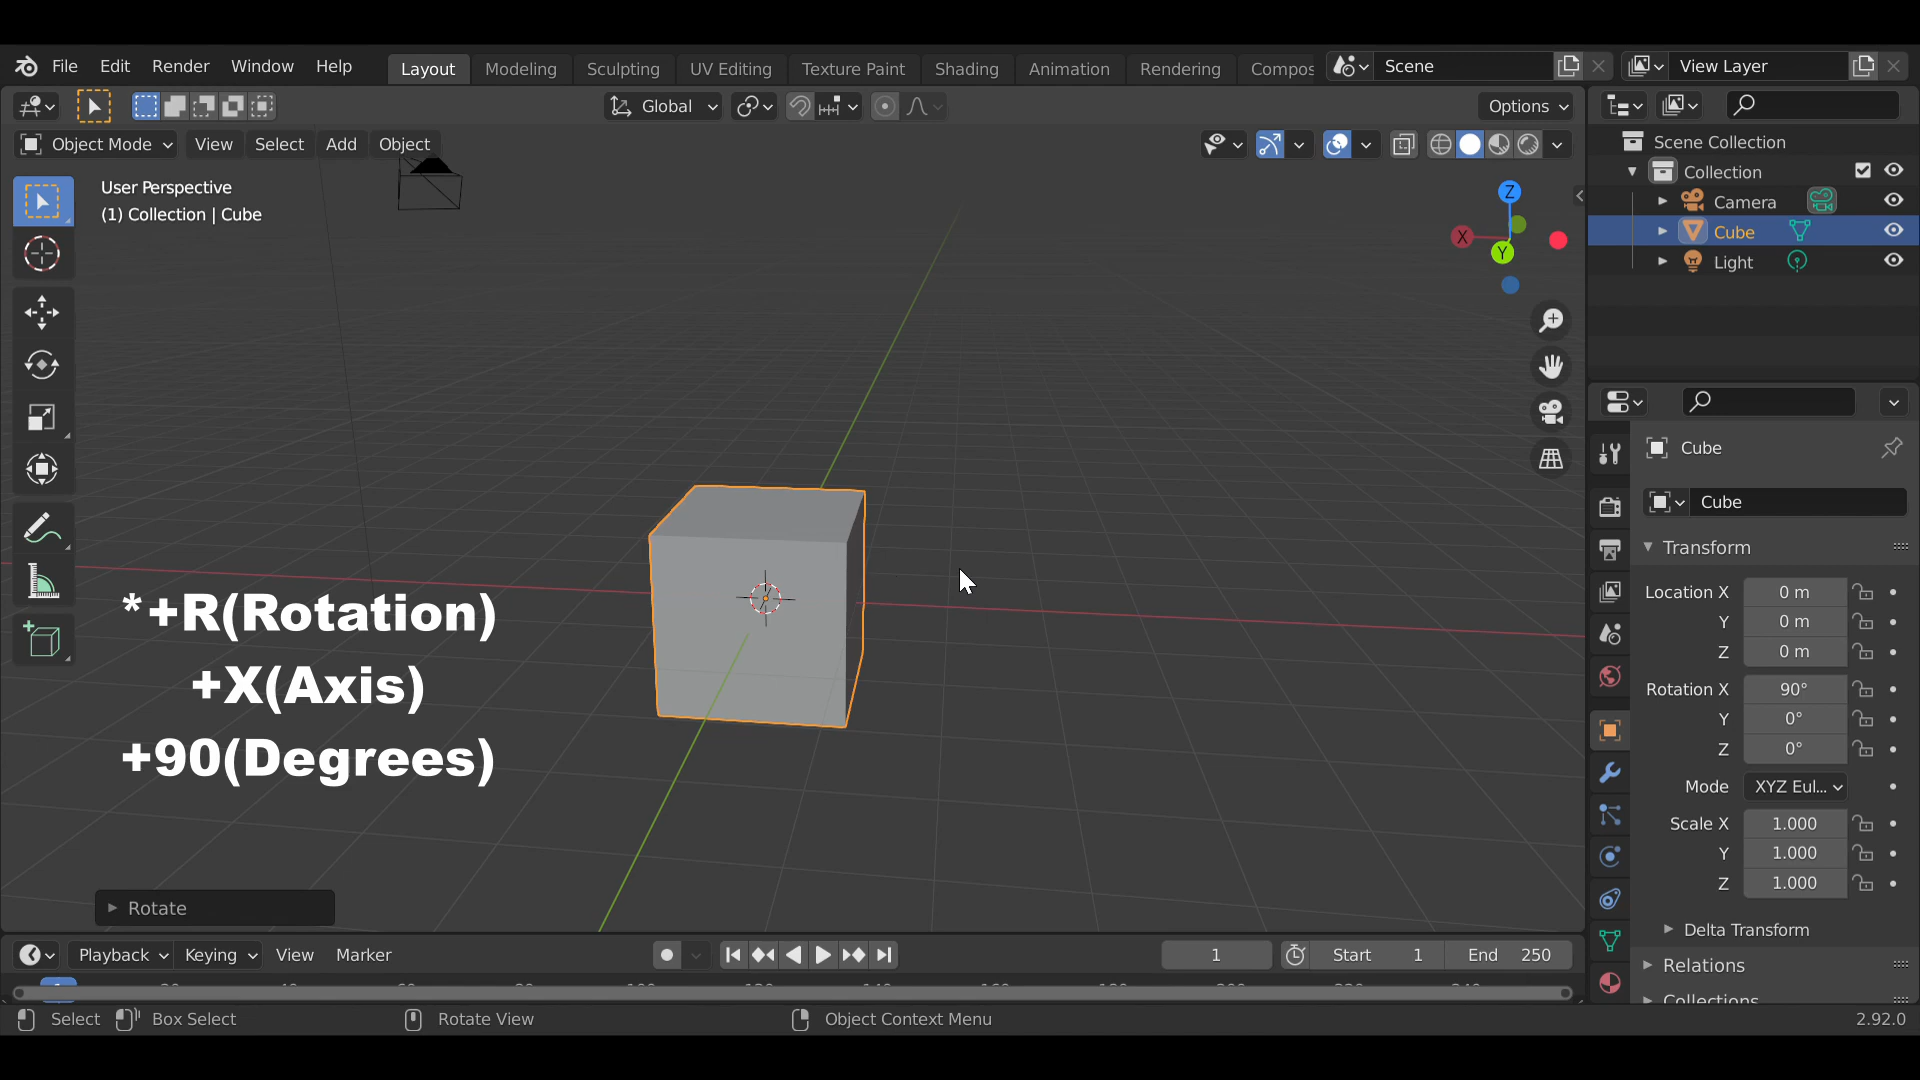 File Edit Render Window Help Layout Modeling Sculpting UV Editing Texture Paint Shading Animation Rendering Compos Scene View Layer
Global Options
Object Mode View Select Add Object
User Perspective
(1) Collection | Cube
Z
X
Y
Scene Collection
Collection
Camera
Cube
Light
Cube
Cube
Transform
Location X 0 m
Y 0 m
Z 0 m
Rotation X 90°
Y 0°
Z 0°
Mode XYZ Eul...
Scale X 1.000
Y 1.000
Z 1.000
Delta Transform
Relations
Collections
*+R(Rotation)
+X(Axis)
+90(Degrees)
Rotate
Playback Keying View Marker 1 Start 1 End 250
Select Box Select Rotate View Object Context Menu 2.92.0